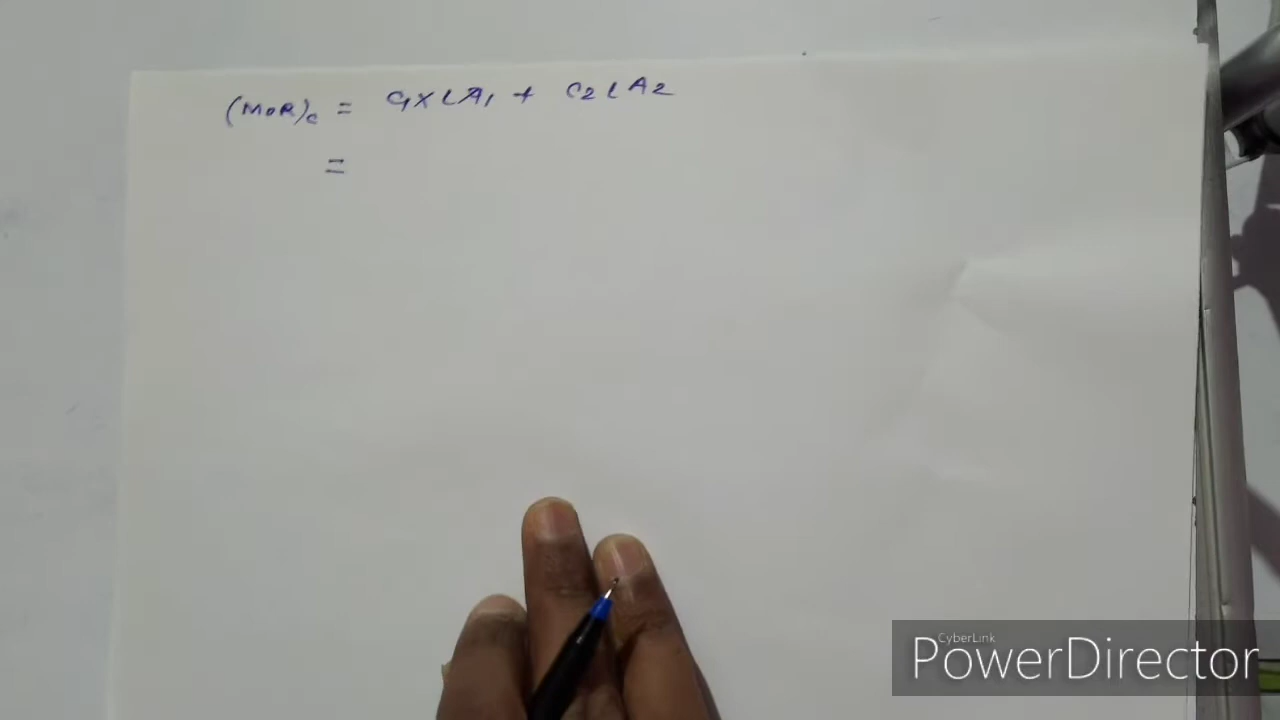 (MOR)c = C1 x LA1 + C2 LA2
=
CyberLink
PowerDirector